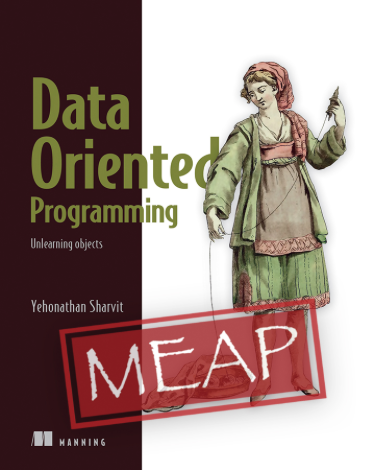 Data
Oriented
Programming
Unlearning objects
Yehonathan Sharvit
MEAP
MANNING